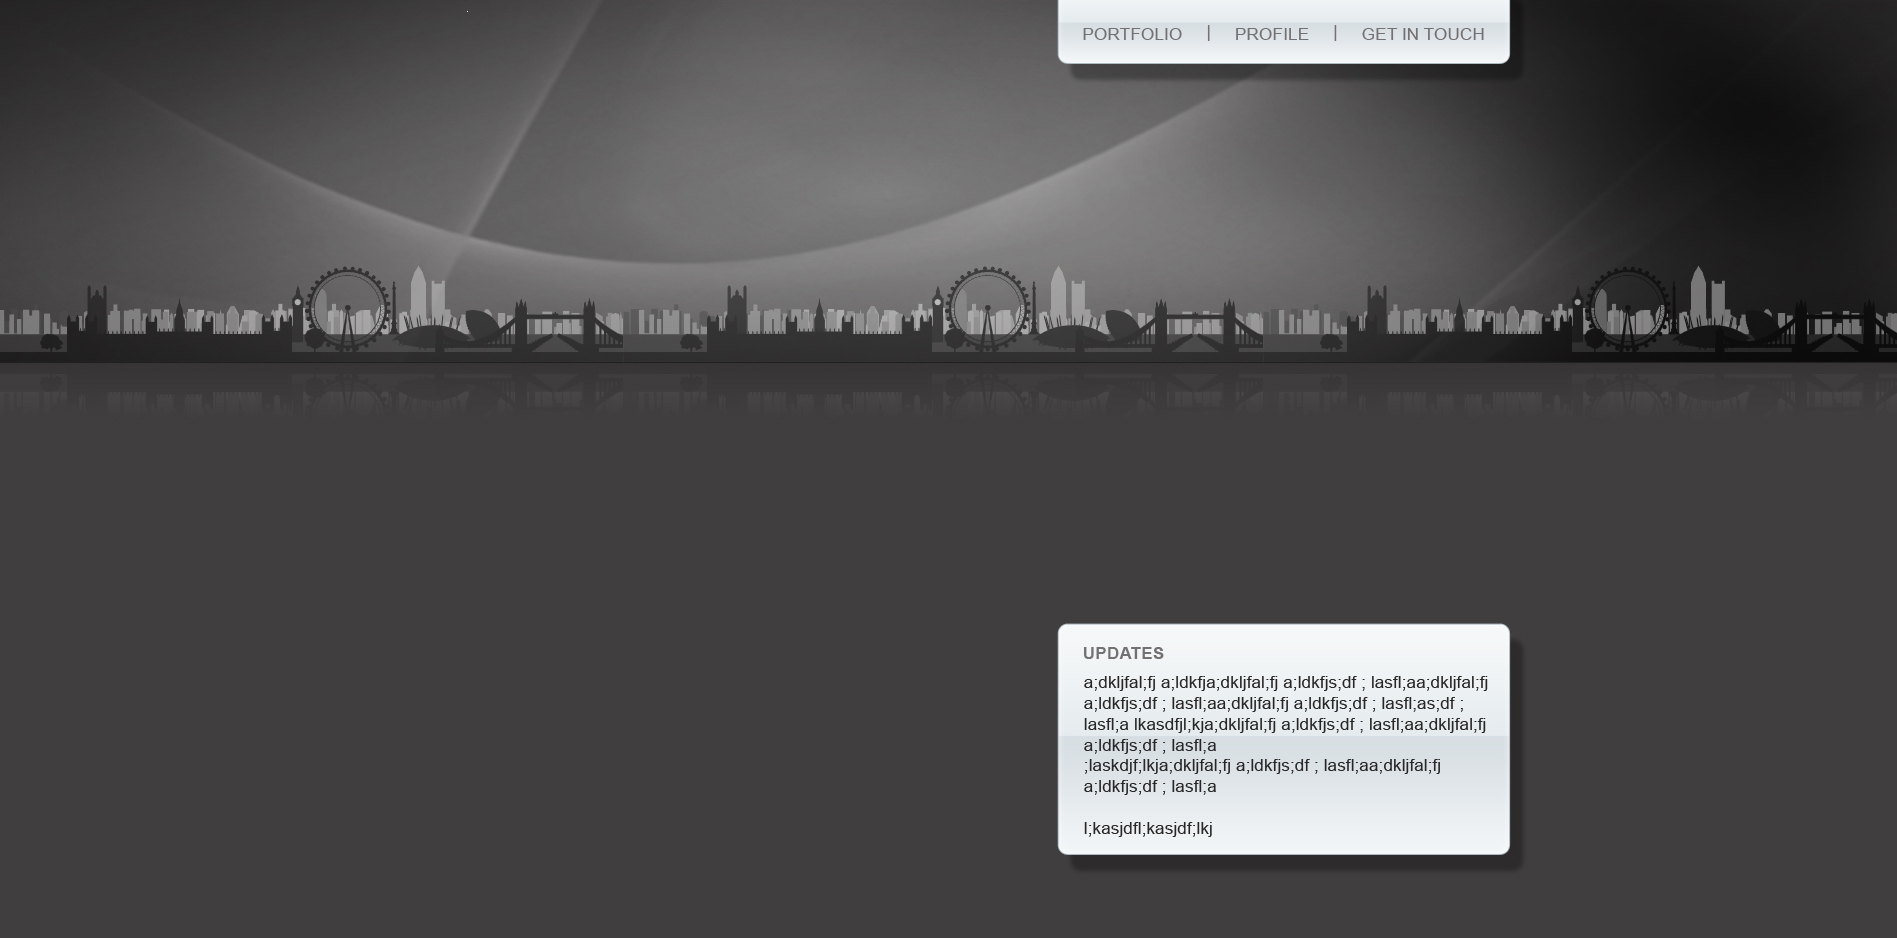 PORTFOLIO | PROFILE | GET IN TOUCH
UPDATES
a;dkljfal;fj a;ldkfja;dkljfal;fj a;ldkfjs;df ; lasfl;aa;dkljfal;fj
a;ldkfjs;df ; lasfl;aa;dkljfal;fj a;ldkfjs;df ; lasfl;as;df ;
lasfl;a lkasdfjl;kja;dkljfal;fj a;ldkfjs;df ; lasfl;aa;dkljfal;fj
a;ldkfjs;df ; lasfl;a
;laskdjf;lkja;dkljfal;fj a;ldkfjs;df ; lasfl;aa;dkljfal;fj
a;ldkfjs;df ; lasfl;a
l;kasjdfl;kasjdf;lkj